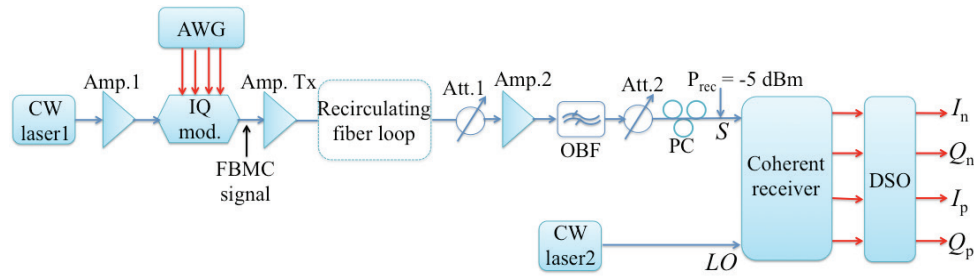 AWG
Amp.1
Amp. Tx
Att.1
Amp.2
Att.2
P_rec = -5 dBm
CW
laser1
IQ
mod.
Recirculating
fiber loop
FBMC
signal
OBF
PC
S
Coherent
receiver
DSO
I_n
Q_n
I_p
Q_p
CW
laser2
LO